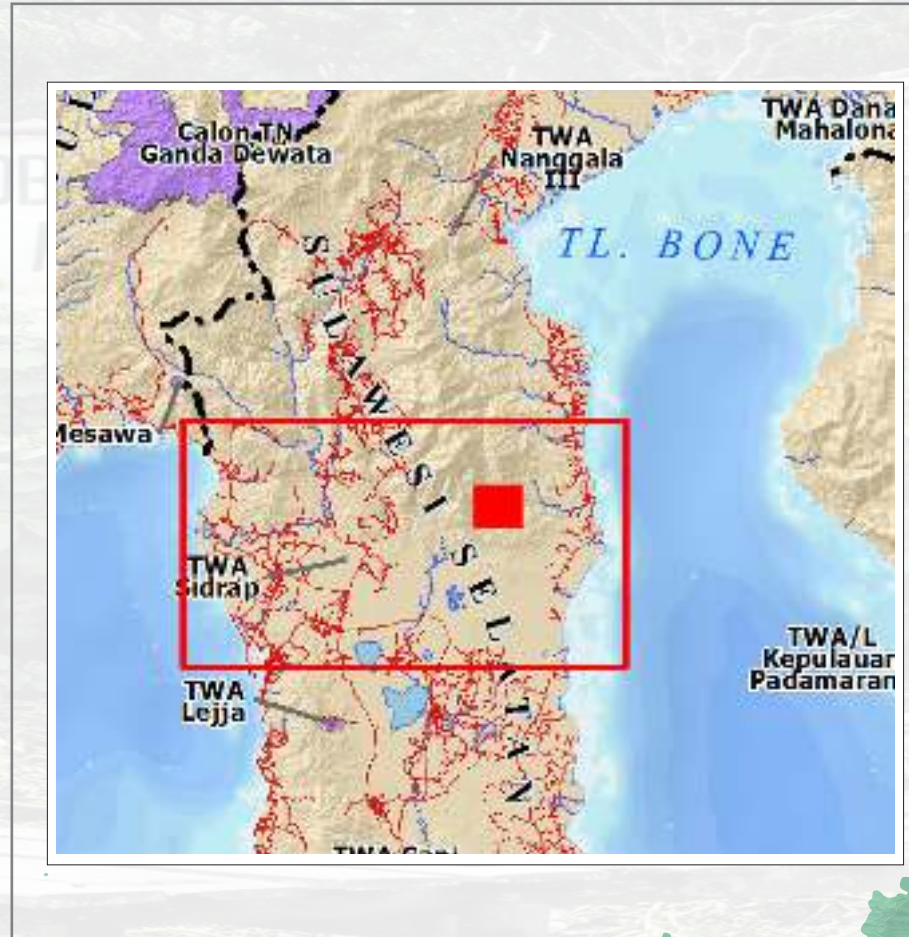 Calon TN
Ganda Dewata
TWA
Nanggala
III
TWA Dana
Mahalona
TL. BONE
SULAWESI SELATAN
Mesawa
TWA
Sidrap
TWA
Lejja
TWA/L
Kepulauan
Padamaran